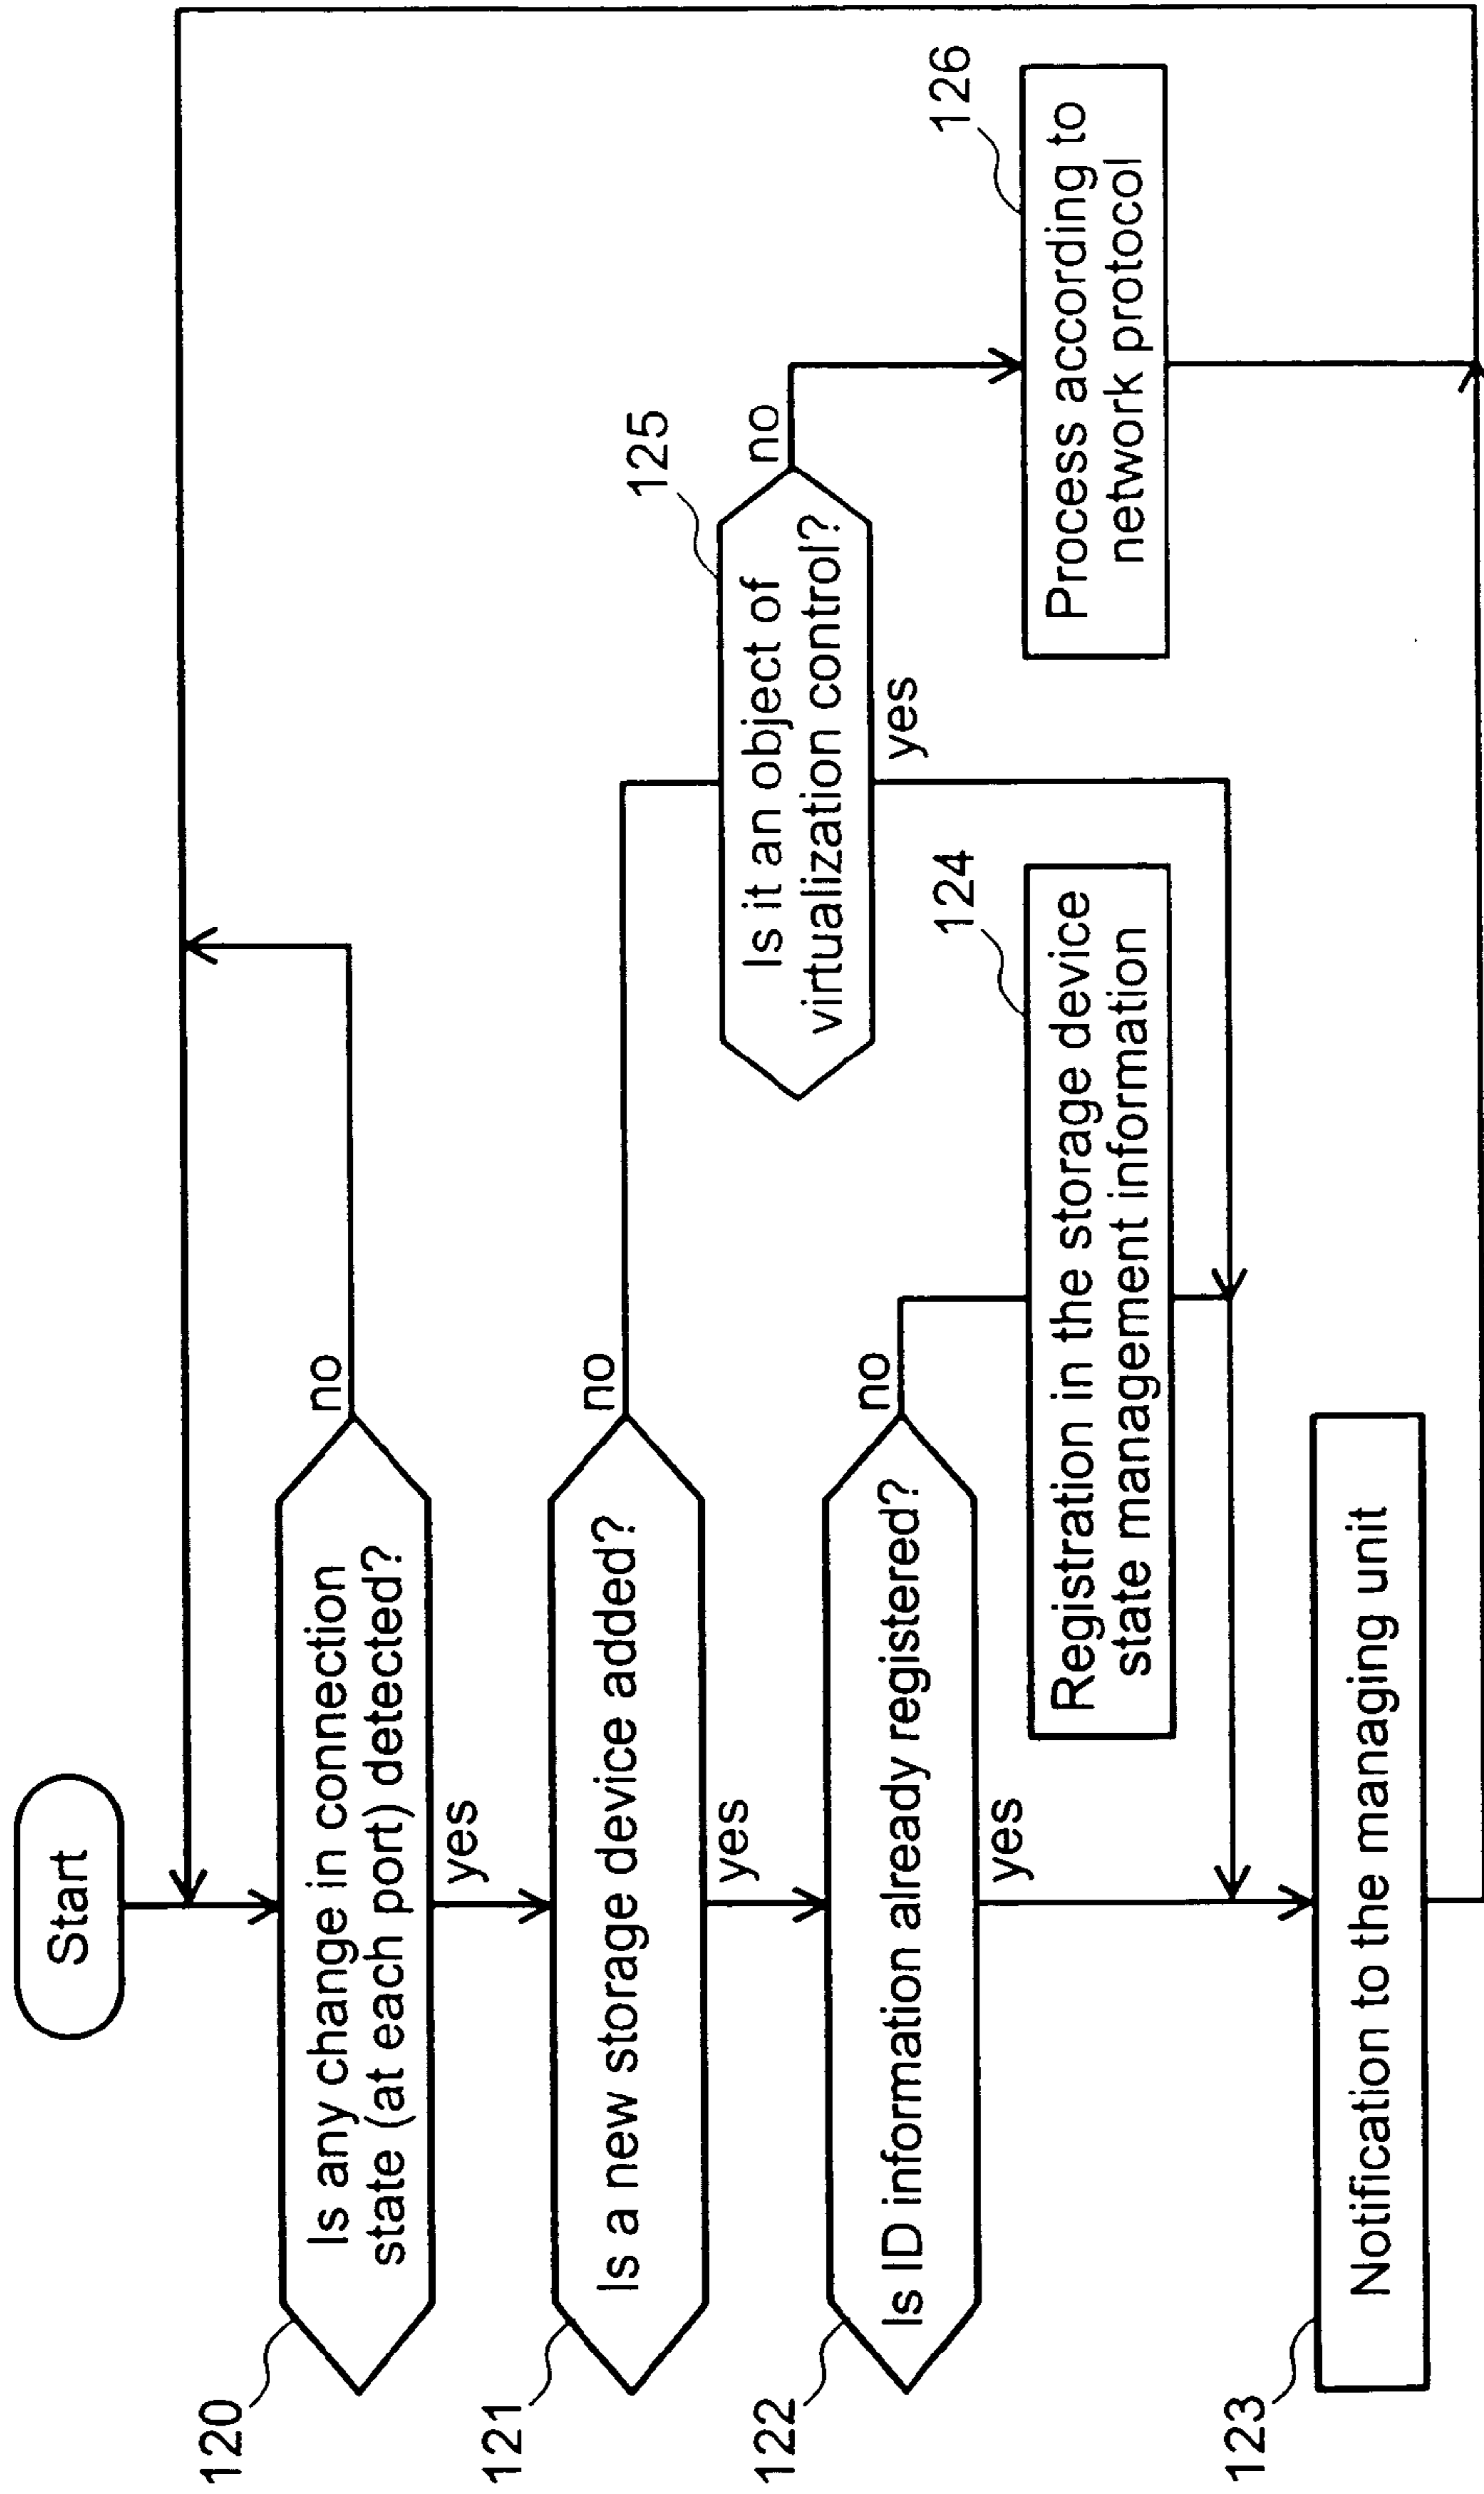 Start
120
Is any change in connection
state (at each port) detected?
no
yes
121
Is a new storage device added?
no
yes
125
Is it an object of
virtualization control?
no
yes
122
Is ID information already registered?
no
yes
124
Registration in the storage device
state management information
126
Process according to
network protocol
123
Notification to the managing unit